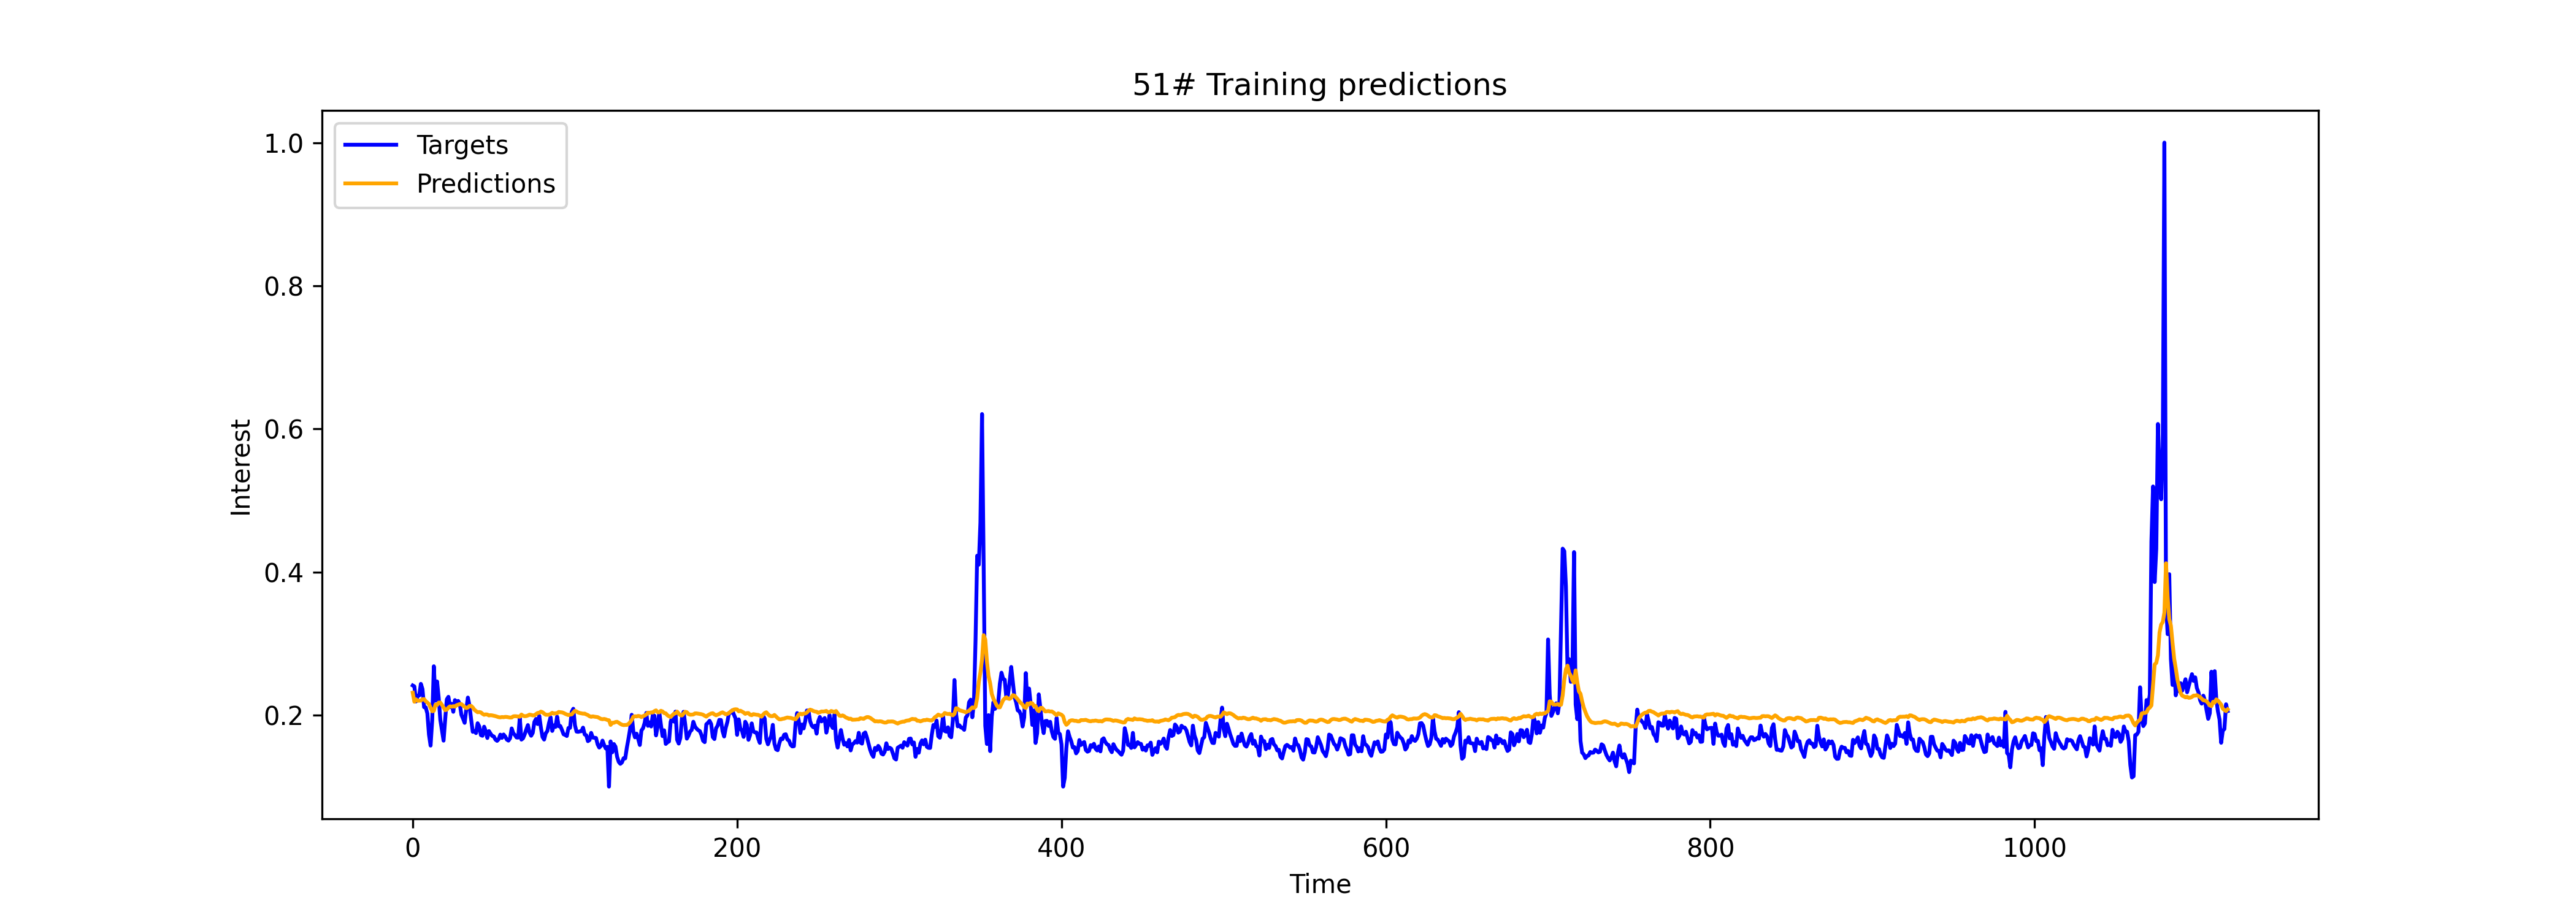 51# Training predictions
Targets
Predictions
1.0
0.8
0.6
0.4
0.2
Interest
0 200 400 600 800 1000
Time